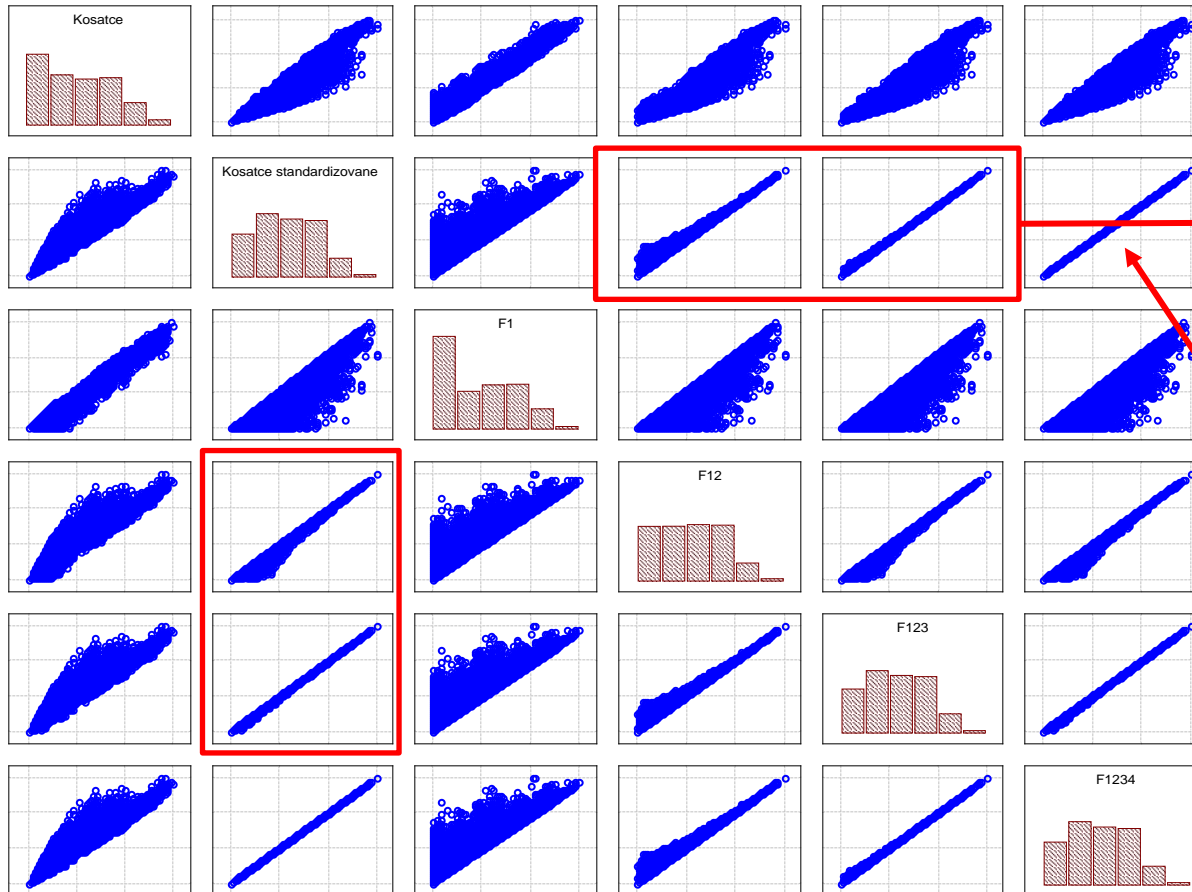 Kosatce
Kosatce standardizovane
F1
F12
F123
F1234